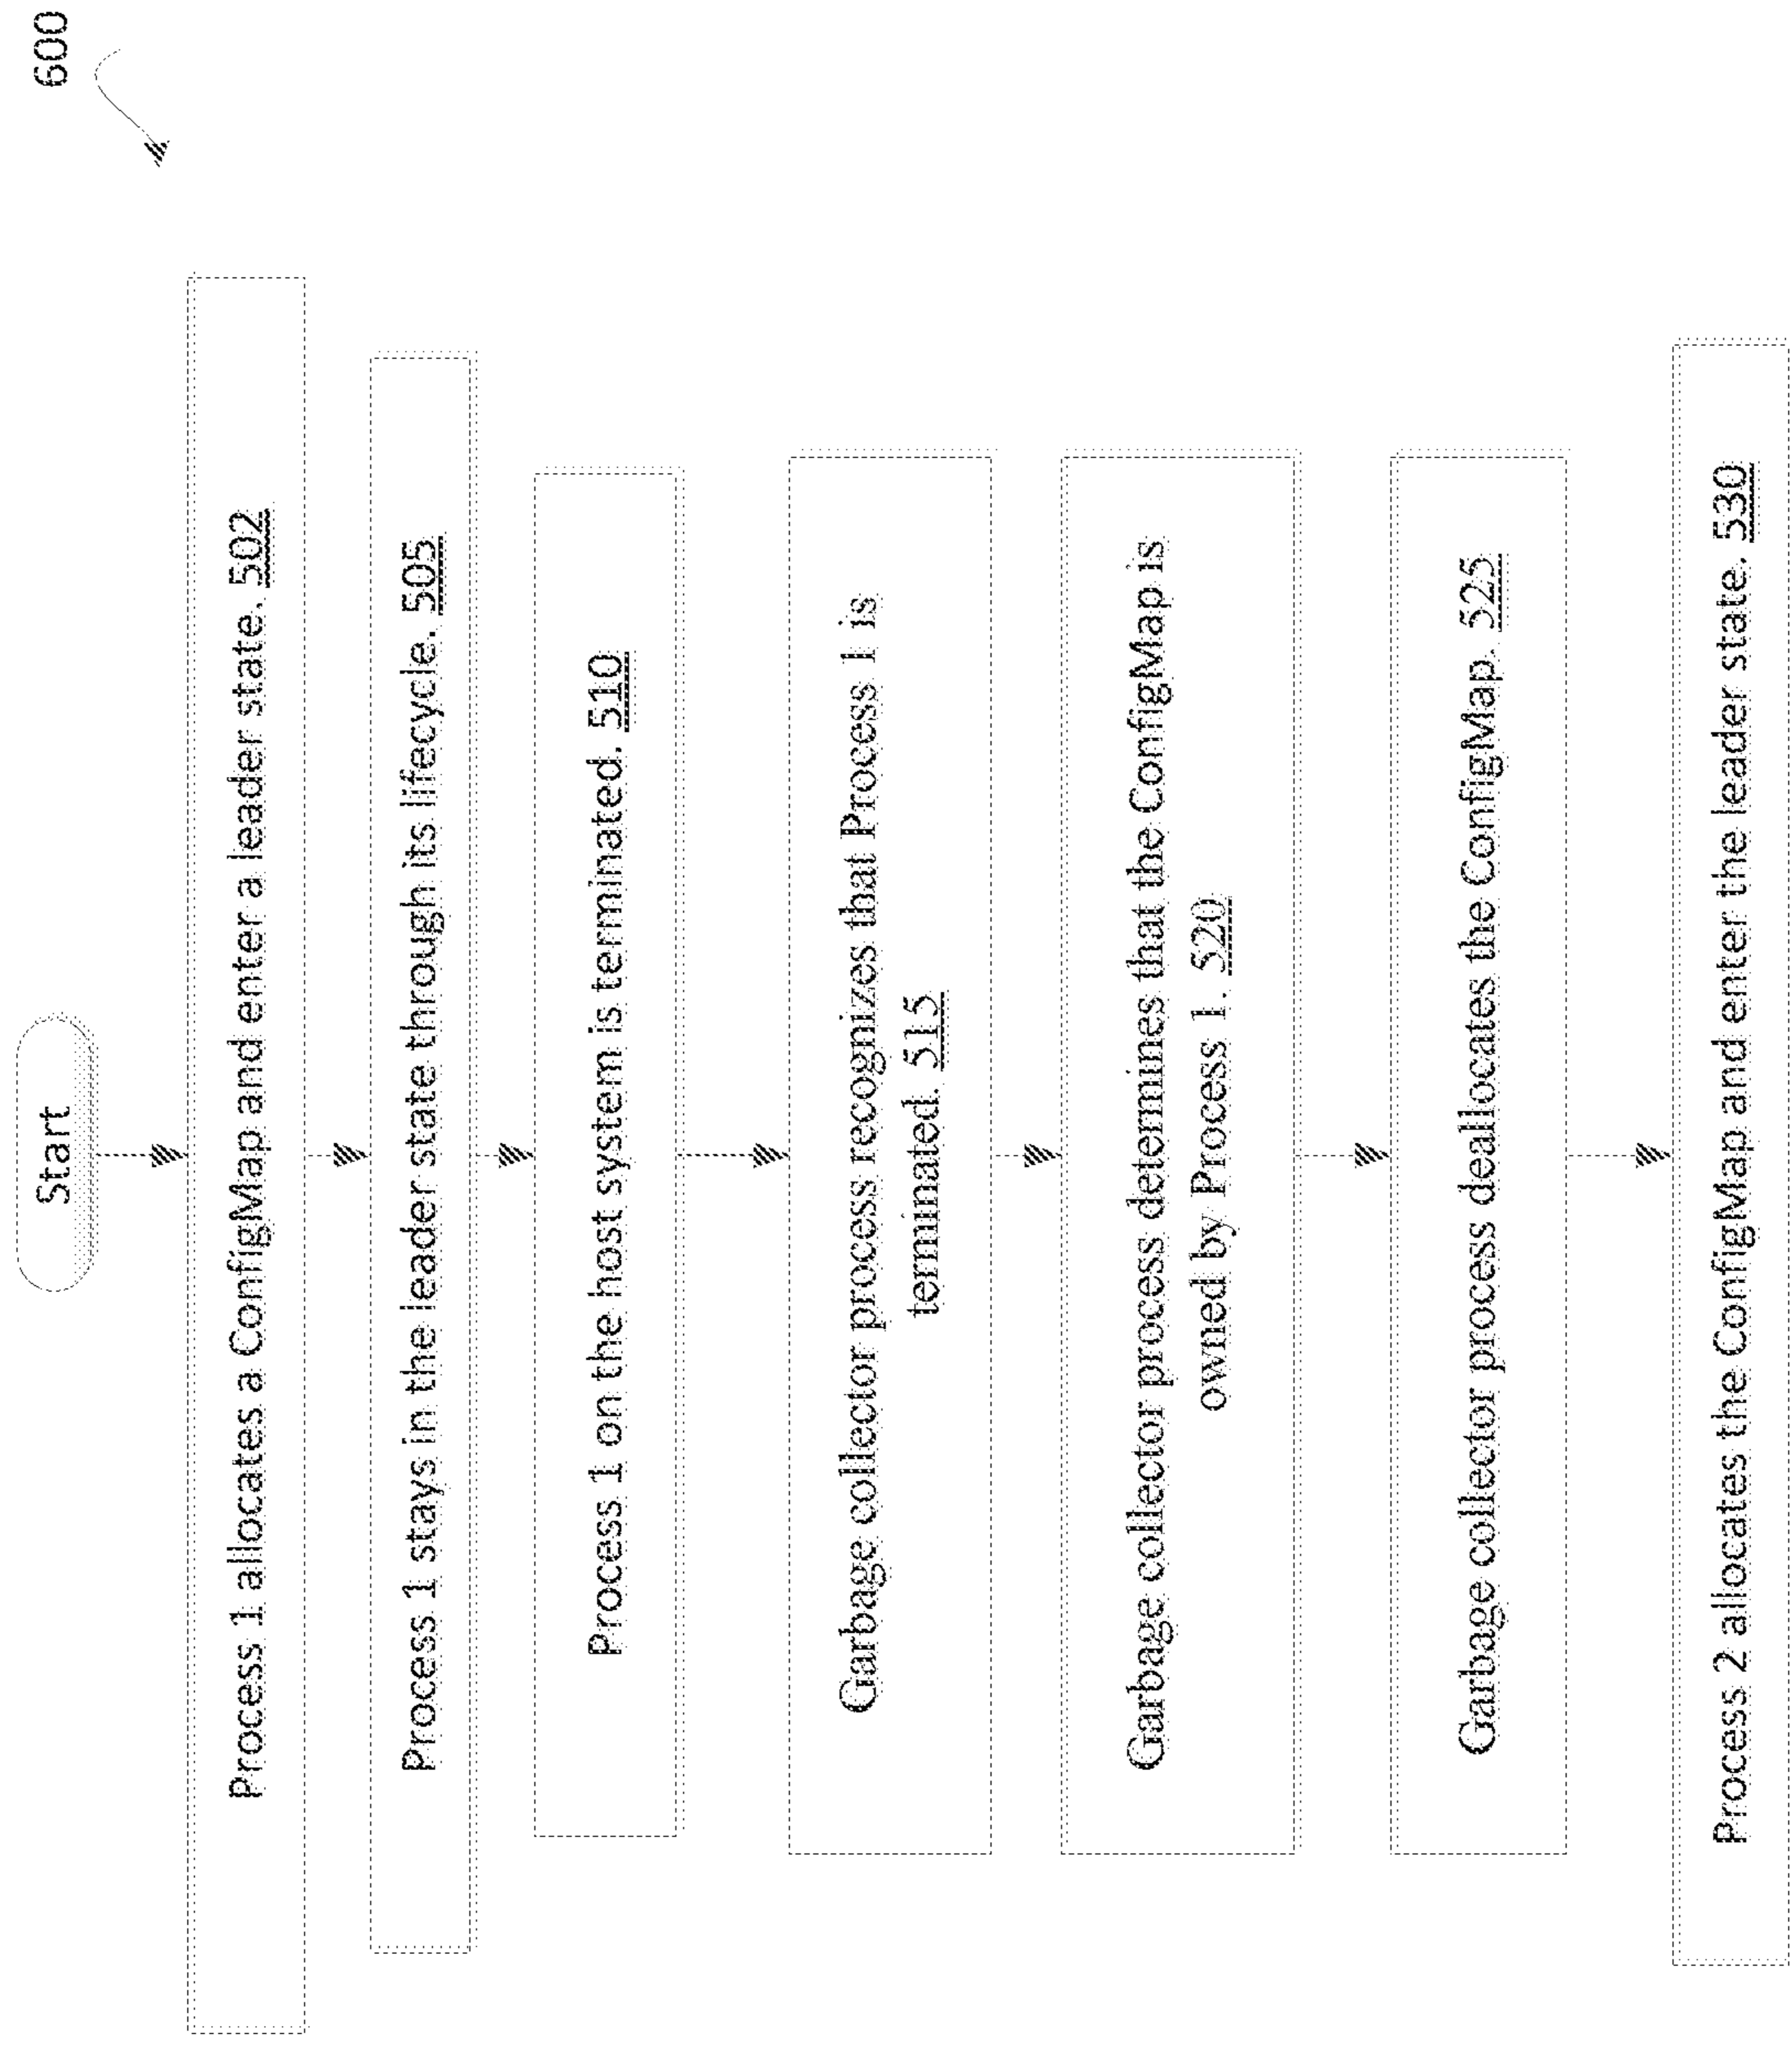 600
Start
Process 1 allocates a ConfigMap and enter a leader state. 502
Process 1 stays in the leader state through its lifecycle. 505
Process 1 on the host system is terminated. 510
Garbage collector process recognizes that Process 1 is
terminated. 515
Garbage collector process determines that the ConfigMap is
owned by Process 1. 520
Garbage collector process deallocates the ConfigMap. 525
Process 2 allocates the ConfigMap and enter the leader state. 530